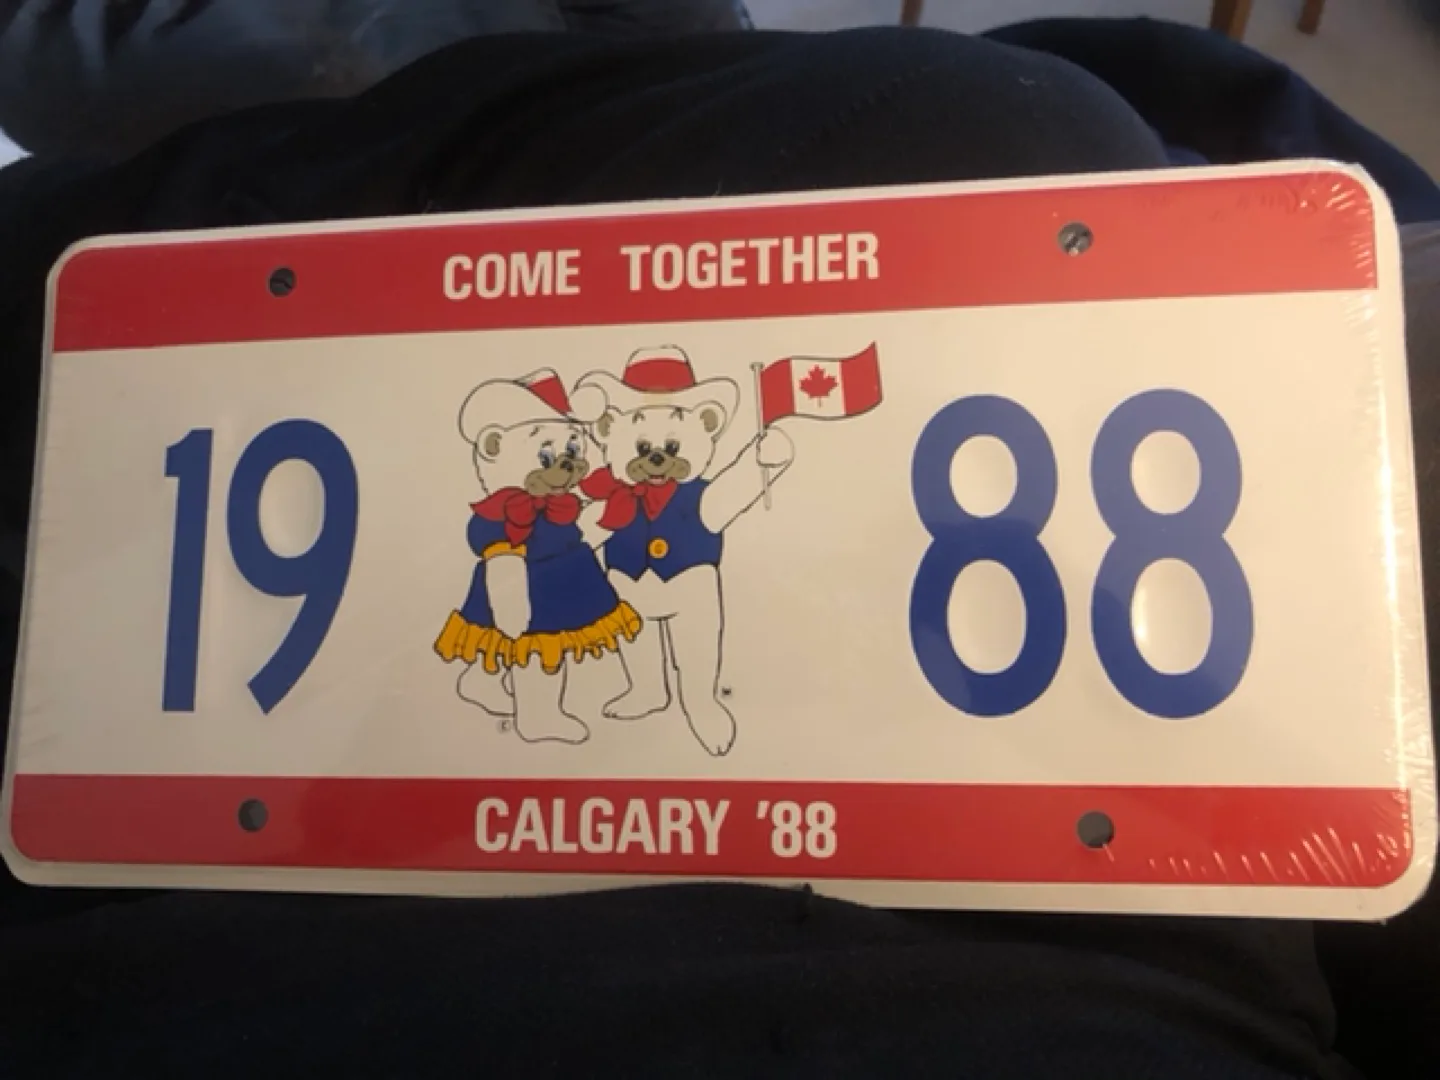 COME TOGETHER
19 88
CALGARY '88